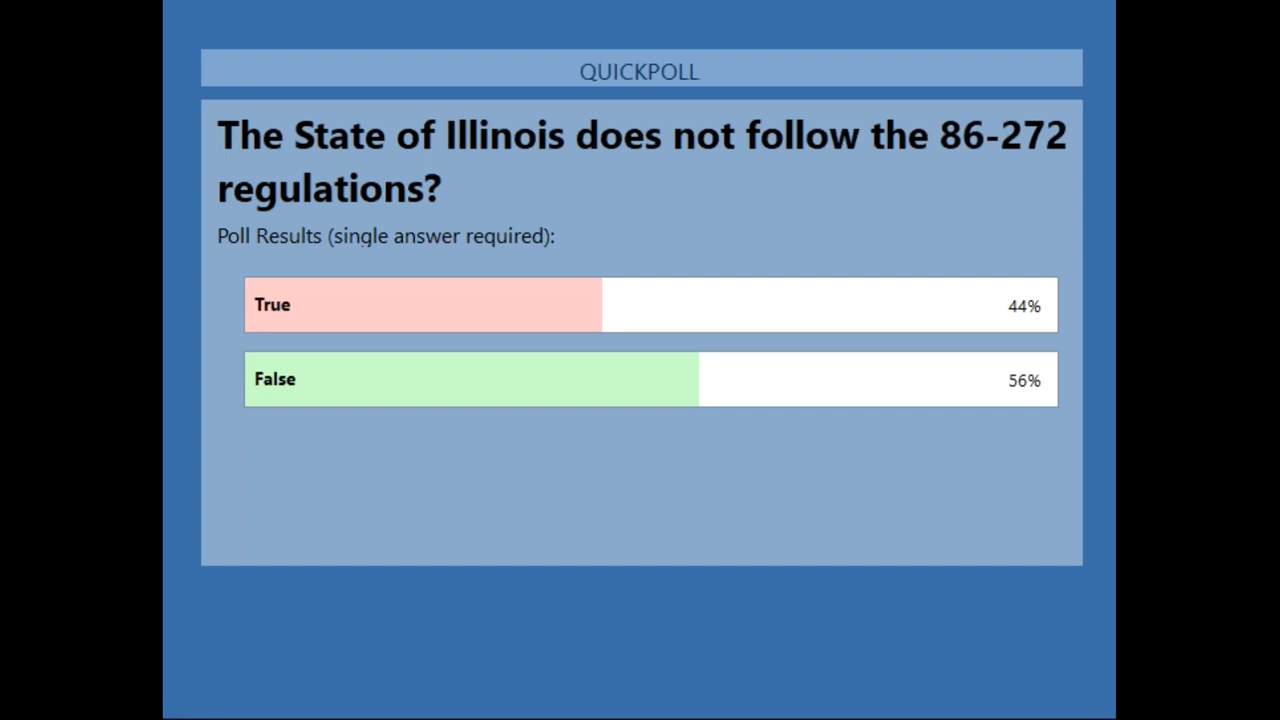 QUICKPOLL
The State of Illinois does not follow the 86-272
regulations?
Poll Results (single answer required):
True 44%
False 56%